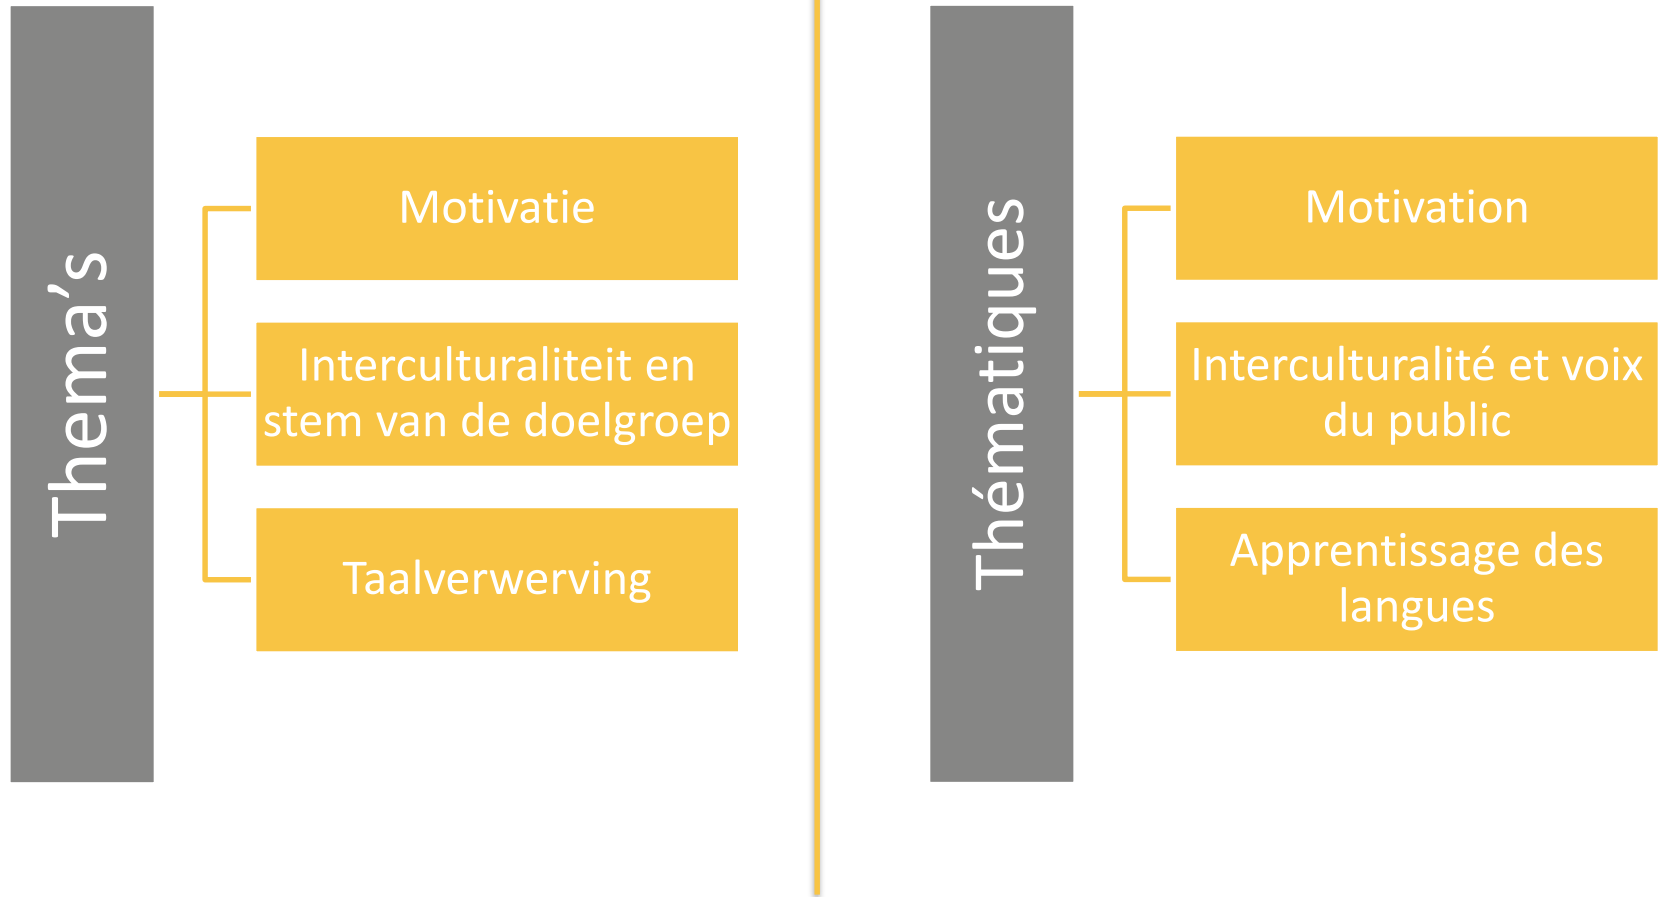 Thema’s
Motivatie
Interculturaliteit en
stem van de doelgroep
Taalverwerving
Thématiques
Motivation
Interculturalité et voix
du public
Apprentissage des
langues